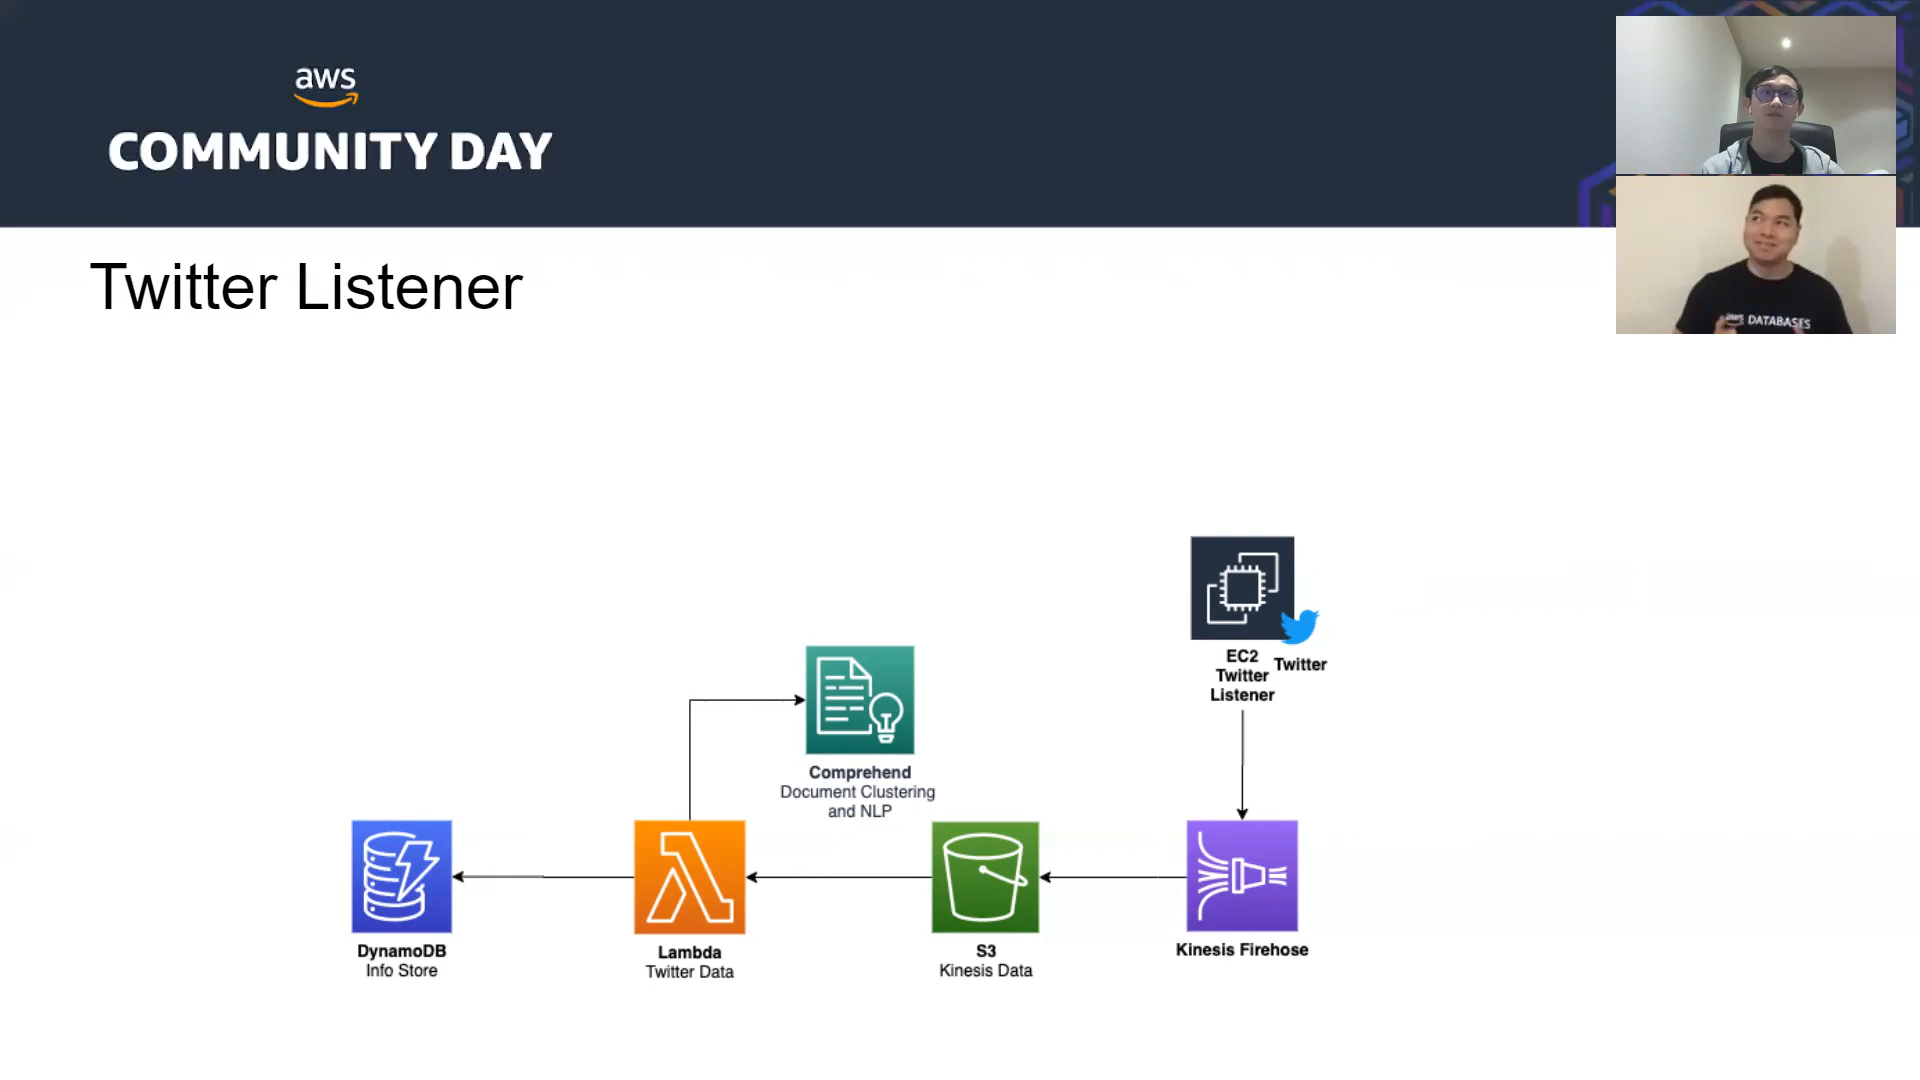 aws
COMMUNITY DAY
Twitter Listener
aws DATABASES
EC2
Twitter
Listener
Twitter
Comprehend
Document Clustering
and NLP
DynamoDB
Info Store
Lambda
Twitter Data
S3
Kinesis Data
Kinesis Firehose